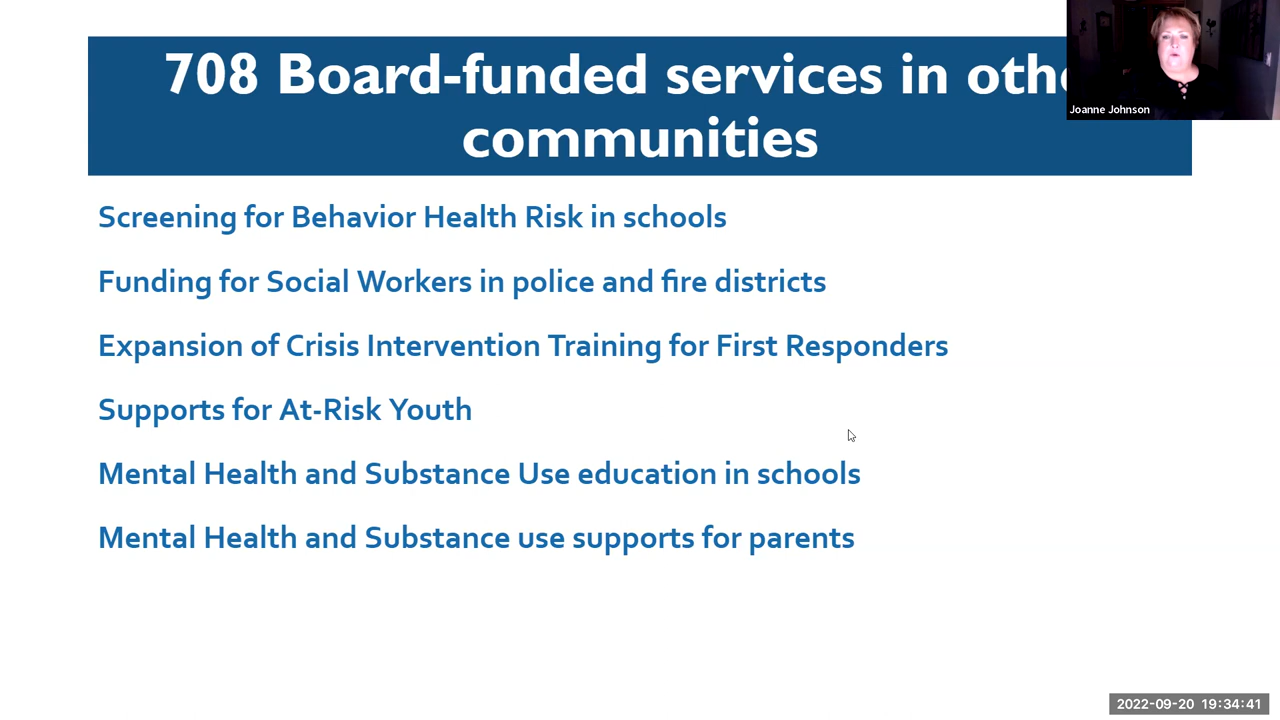 708 Board-funded services in oth
communities
Joanne Johnson
Screening for Behavior Health Risk in schools
Funding for Social Workers in police and fire districts
Expansion of Crisis Intervention Training for First Responders
Supports for At-Risk Youth
Mental Health and Substance Use education in schools
Mental Health and Substance use supports for parents
2022-09-20 19:34:41